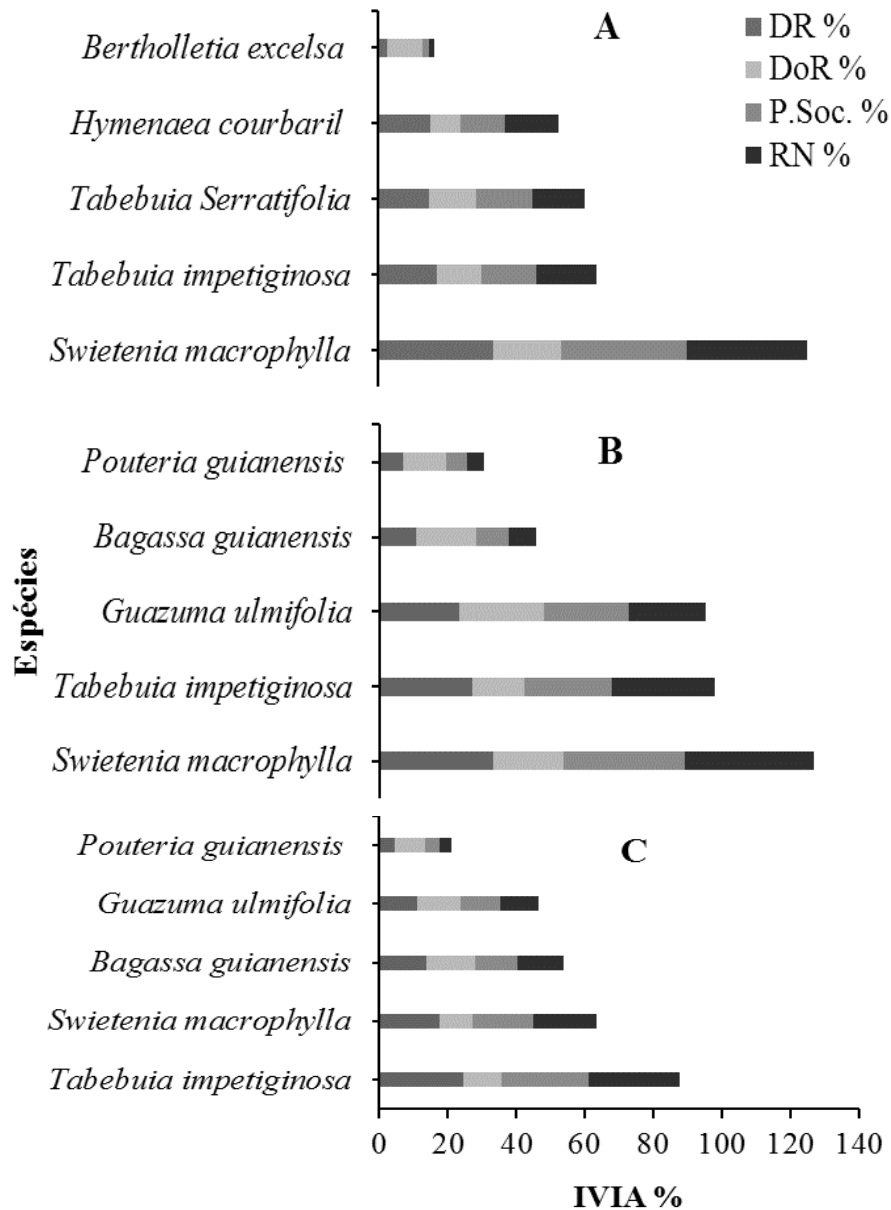 A
DR %
DoR %
P.Soc. %
RN %
Bertholletia excelsa
Hymenaea courbaril
Tabebuia Serratifolia
Tabebuia impetiginosa
Swietenia macrophylla
B
Pouteria guianensis
Bagassa guianensis
Guazuma ulmifolia
Tabebuia impetiginosa
Swietenia macrophylla
Espécies
C
Pouteria guianensis
Guazuma ulmifolia
Bagassa guianensis
Swietenia macrophylla
Tabebuia impetiginosa
0 20 40 60 80 100 120 140
IVIA %